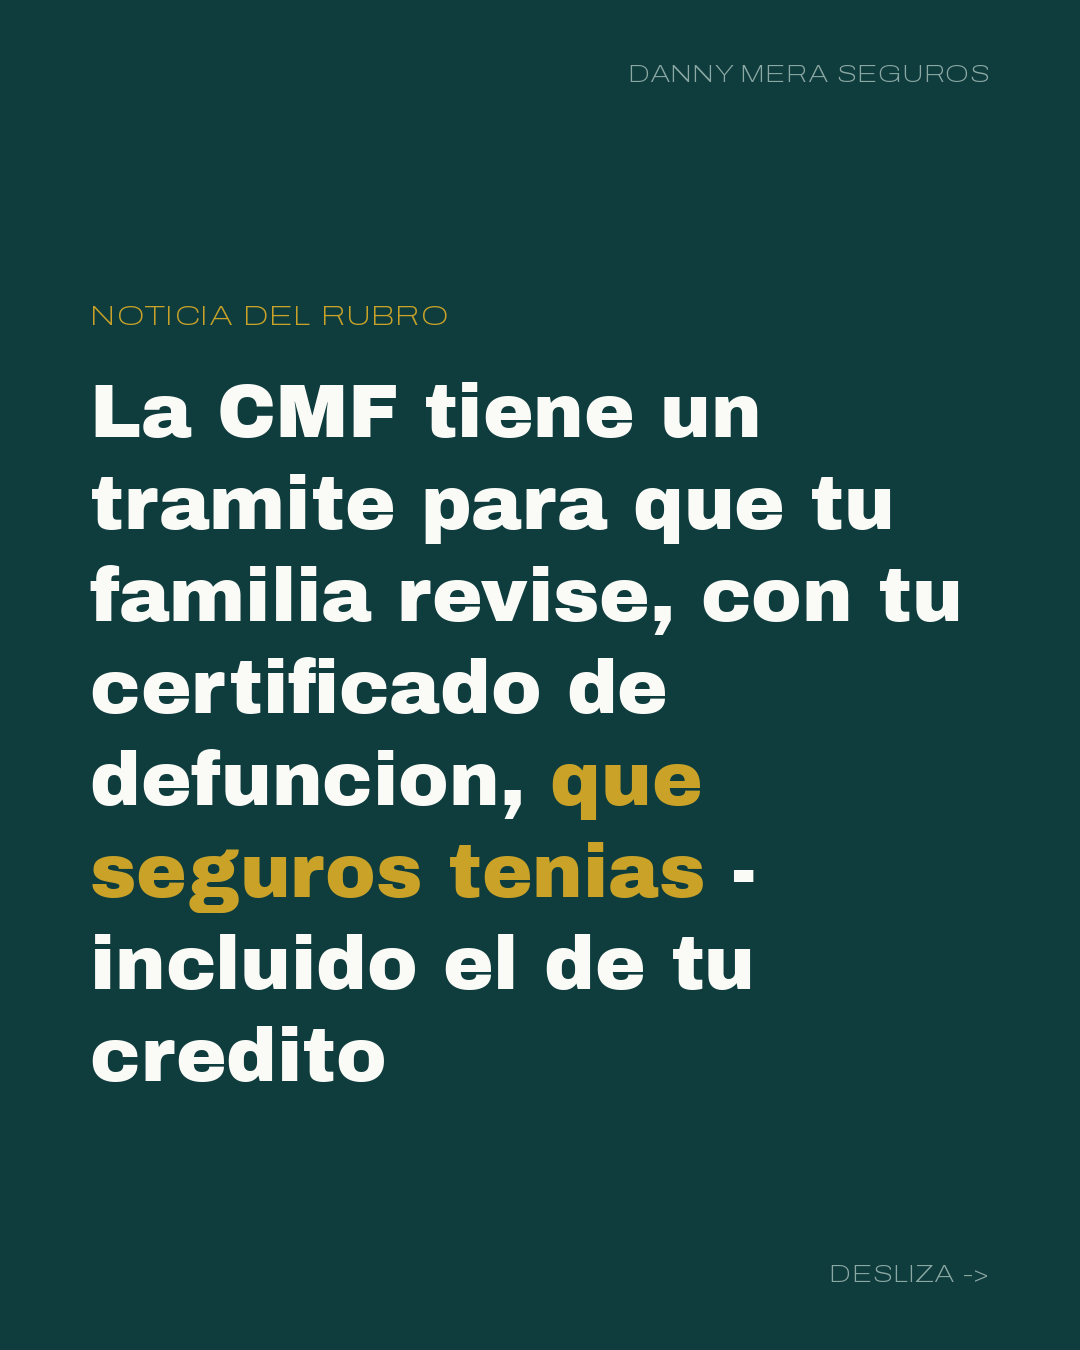 DANNY MERA SEGUROS
NOTICIA DEL RUBRO
La CMF tiene un
tramite para que tu
familia revise, con tu
certificado de
defuncion, que
seguros tenias -
incluido el de tu
credito
DESLIZA ->